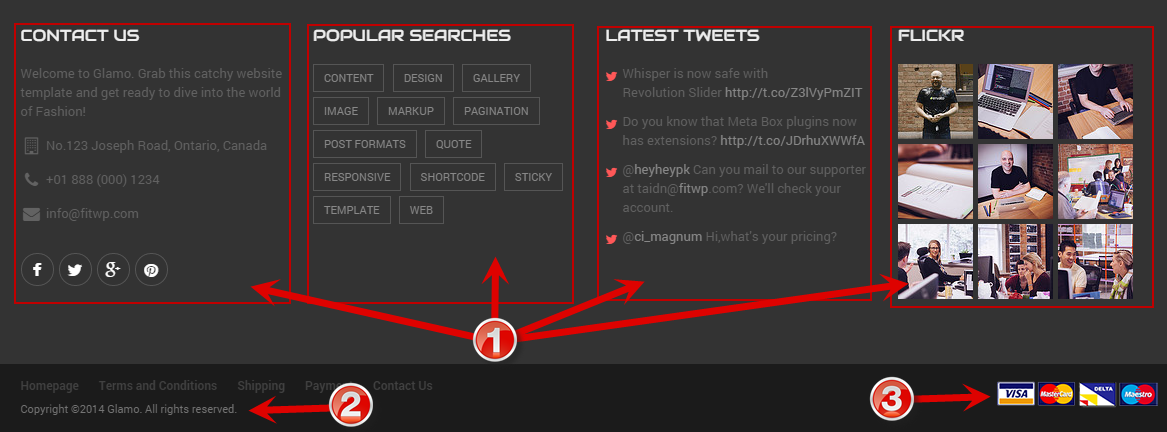 CONTACT US
Welcome to Glamo. Grab this catchy website
template and get ready to dive into the world
of Fashion!
No.123 Joseph Road, Ontario, Canada
+01 888 (000) 1234
info@fitwp.com
POPULAR SEARCHES
CONTENT DESIGN GALLERY
IMAGE MARKUP PAGINATION
POST FORMATS QUOTE
RESPONSIVE SHORTCODE STICKY
TEMPLATE WEB
LATEST TWEETS
Whisper is now safe with
Revolution Slider http://t.co/Z3lVyPmZIT
Do you know that Meta Box plugins now
has extensions? http://t.co/JDrhuXWWfA
@heyheypk Can you mail to our supporter
at taidn@fitwp.com? We'll check your
account.
@ci_magnum Hi,what's your pricing?
FLICKR
1
Homepage Terms and Conditions Shipping Contact Us
Copyright ©2014 Glamo. All rights reserved.
2
3
VISA MasterCard DELTA Maestro